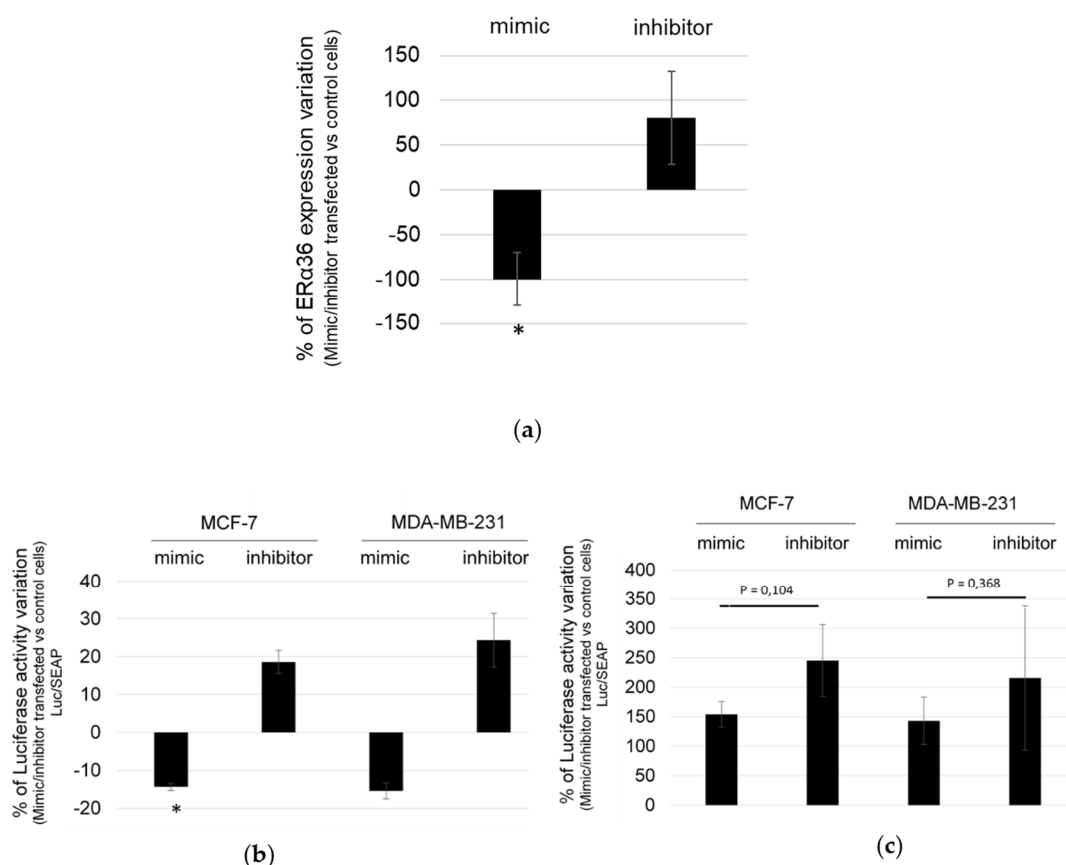 mimic inhibitor
150
100
50
0
-50
-100
-150
% of ERα36 expression variation
(Mimic/inhibitor transfected vs control cells)
*
(a)
MCF-7 MDA-MB-231
mimic inhibitor mimic inhibitor
40
30
20
10
0
-10
-20
% of Luciferase activity variation
(Mimic/inhibitor transfected vs control cells)
Luc/SEAP
*
(b)
MCF-7 MDA-MB-231
mimic inhibitor mimic inhibitor
400
350
300
250
200
150
100
50
0
P = 0,104
P = 0,368
% of Luciferase activity variation
(Mimic/inhibitor transfected vs control cells)
Luc/SEAP
(c)